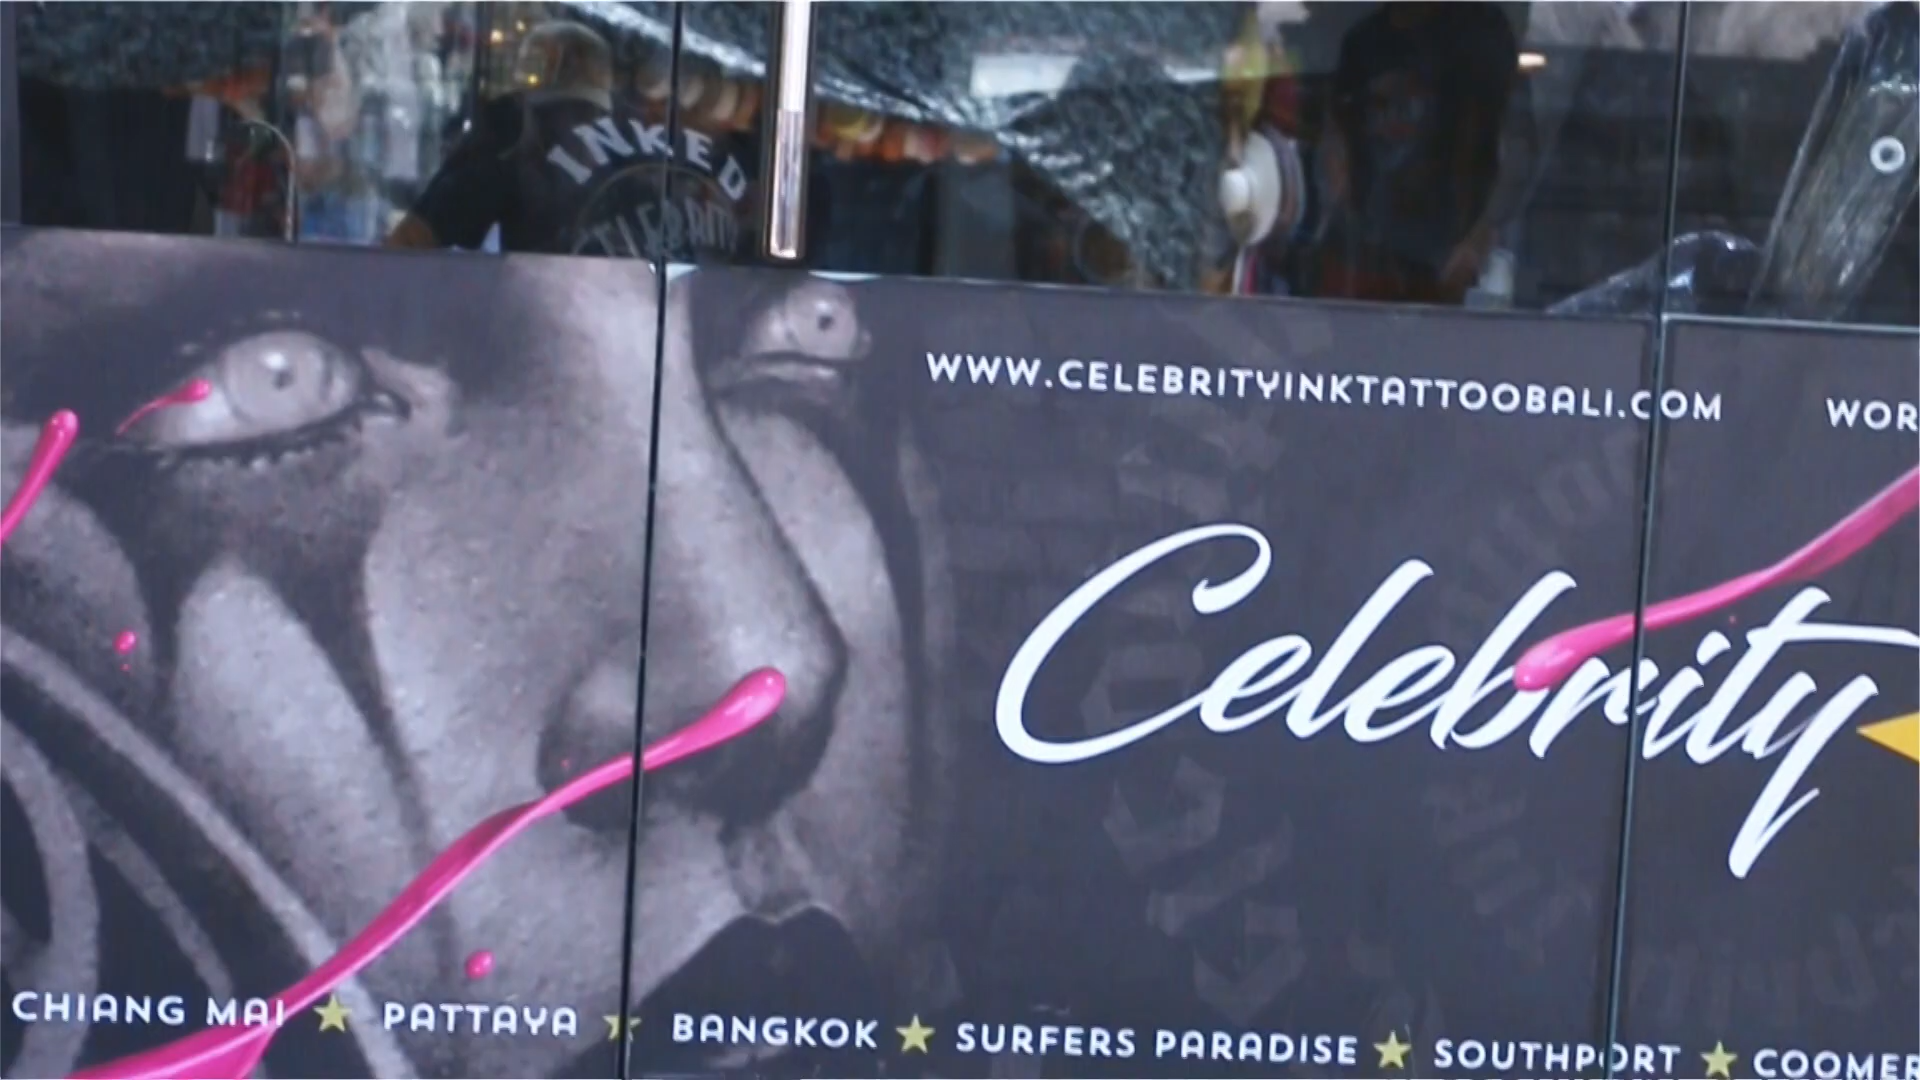 INKED
WWW.CELEBRITYINKTATTOOBALI.COM
WOR
Celebrity
CHIANG MAI ★ PATTAYA ★ BANGKOK ★ SURFERS PARADISE ★ SOUTHPORT ★ COOMER